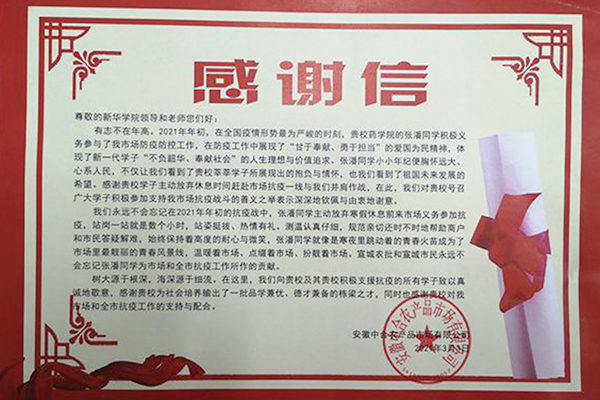 感谢信
尊敬的新华学院领导和老师您们好：
有志不在年高。2021年年初，在全国疫情形势最为严峻的时刻，贵校药学院的张潘同学积极义
务参与了我市场防疫防控工作，在防疫工作中展现了“甘于奉献、勇于担当”的爱国为民精神，体
现了新一代学子“不负韶华、奉献社会”的人生理想与价值追求。张潘同学小小年纪便胸怀远大、
心系人民，不仅让我们看到了贵校莘莘学子所展现出的抱负与情怀，也让我们看到了祖国未来发展的
希望。感谢贵校学子主动放弃休息时间赶赴市场抗疫一线与我们并肩作战，在此，我们对贵校号召
广大学子积极参加支持我市场抗疫战斗的善义之举表示深深地钦佩与由衷地谢意。
我们永远不会忘记在2021年年初的抗疫战中，张潘同学主动放弃寒假休息前来市场义务参加抗
疫，站岗一站就是数个小时，站姿挺拔、热情有礼。测温认真仔细，规范亲切还时不时地帮助商
户和市民答疑解难。始终保持着高度的耐心与微笑，张潘同学就像是寒夜里跳动着的青春火苗成为了
市场里最靓丽的青春风景线，温暖着市场、点缀着市场、扮靓着市场。宣城农批和宣城市民永远不
会忘记张潘同学为市场和全市抗疫工作所作的贡献。
树大源于根深，海深源于细流。在这里，我们向贵校及其贵校积极支援抗疫的所有学子致以真
诚地敬意，感谢贵校为社会培养输出了一批品学兼优、德才兼备的栋梁之才，同时也感谢贵校对我
市场和全市抗疫工作的支持与配合。
安徽中合农产品市场有限公司
2021年3月
安徽中合农产品市场有限公司